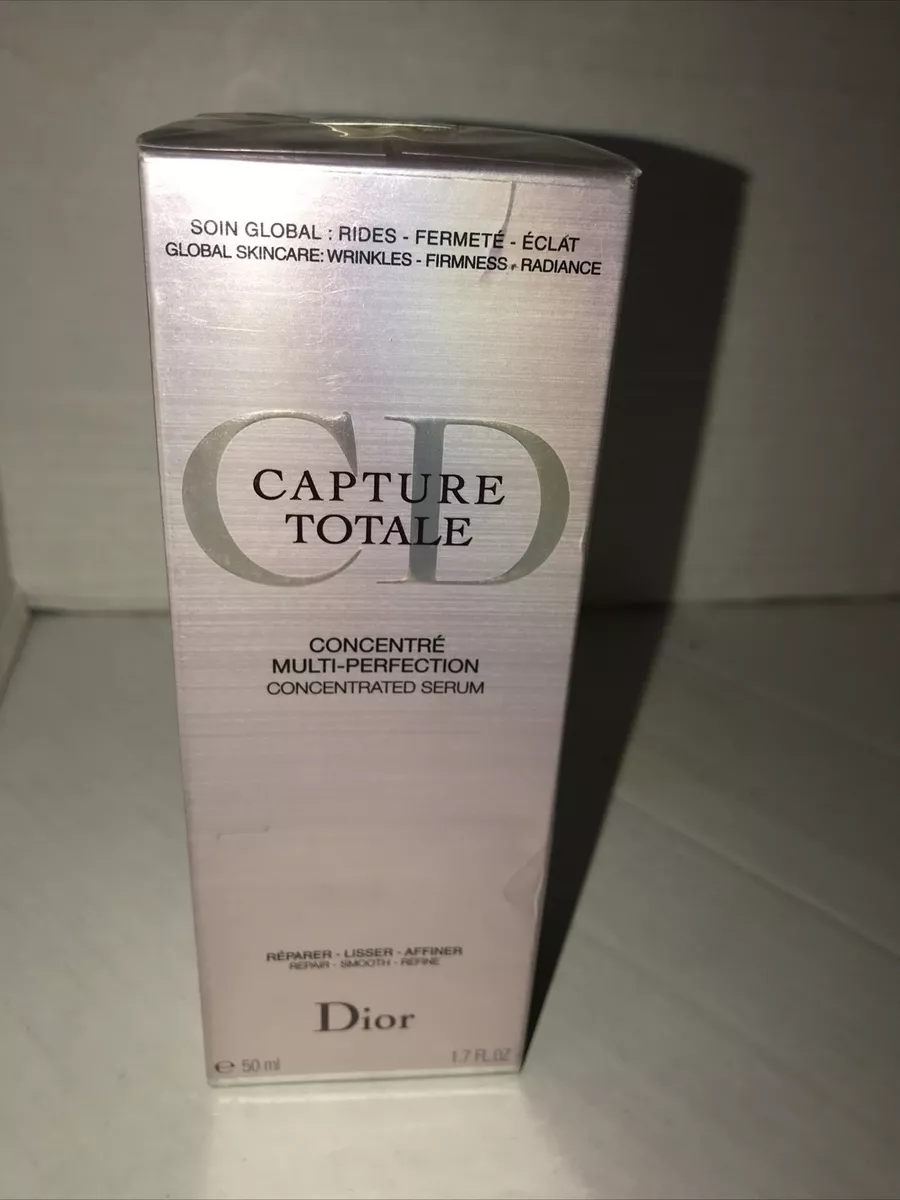 SOIN GLOBAL : RIDES - FERMETÉ - ÉCLAT
GLOBAL SKINCARE: WRINKLES - FIRMNESS - RADIANCE
CD
CAPTURE
TOTALE
CONCENTRÉ
MULTI-PERFECTION
CONCENTRATED SERUM
RÉPARER - LISSER - AFFINER
REPAIR - SMOOTH - REFINE
Dior
℮ 50 ml 1.7 FL.OZ